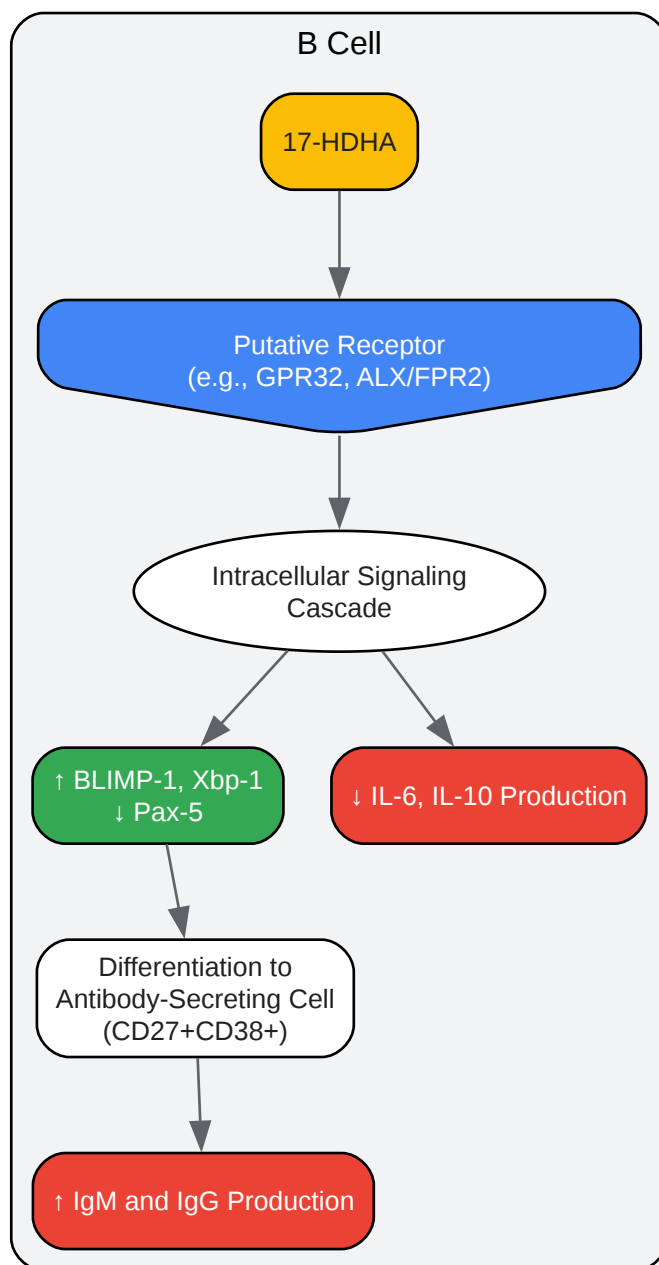 B Cell
17-HDHA
Putative Receptor
(e.g., GPR32, ALX/FPR2)
Intracellular Signaling
Cascade
↑ BLIMP-1, Xbp-1
↓ Pax-5
↓ IL-6, IL-10 Production
Differentiation to
Antibody-Secreting Cell
(CD27+CD38+)
↑ IgM and IgG Production